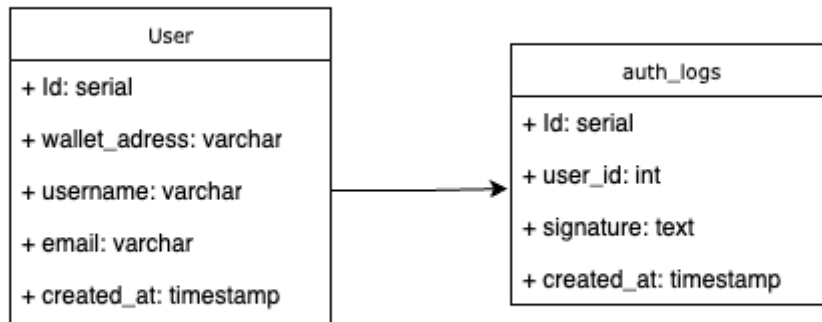 User
+ Id: serial
+ wallet_adress: varchar
+ username: varchar
+ email: varchar
+ created_at: timestamp
auth_logs
+ Id: serial
+ user_id: int
+ signature: text
+ created_at: timestamp